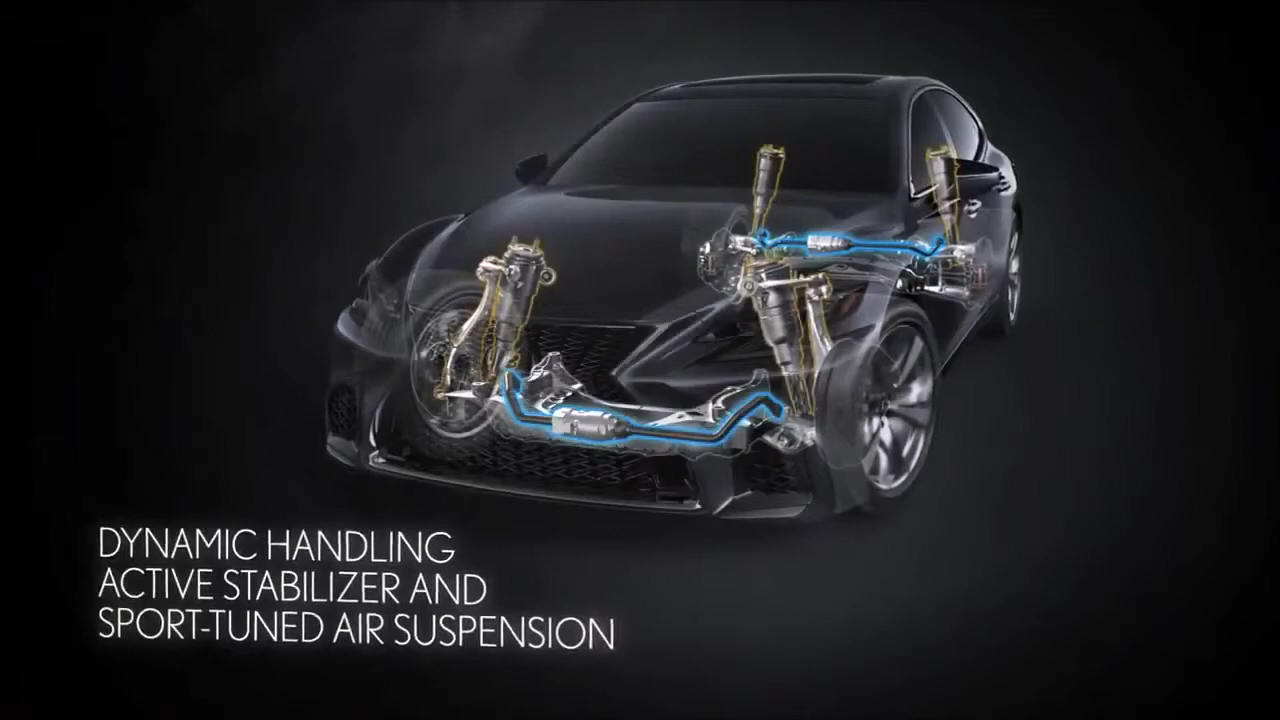 DYNAMIC HANDLING
ACTIVE STABILIZER AND
SPORT-TUNED AIR SUSPENSION